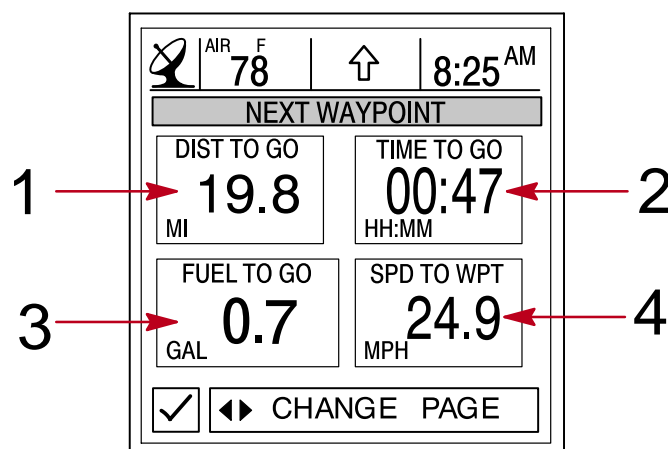 AIR F
78
8:25 AM
NEXT WAYPOINT
DIST TO GO
19.8
MI
TIME TO GO
00:47
HH:MM
1
2
FUEL TO GO
0.7
GAL
SPD TO WPT
24.9
MPH
3
4
CHANGE PAGE